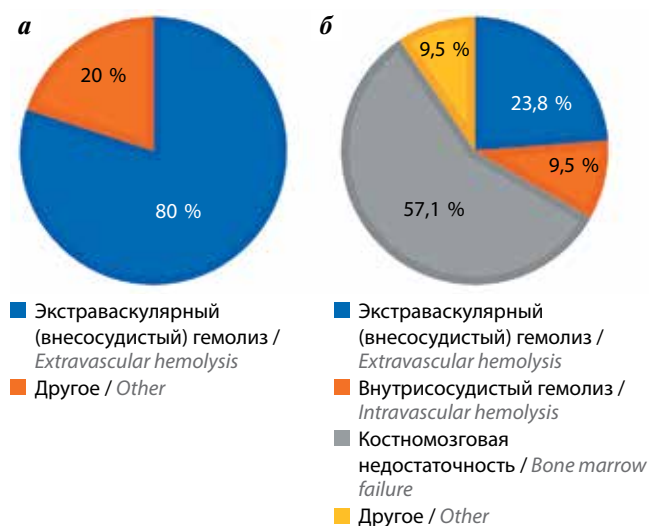 а
20 %
80 %
Экстраваскулярный
(внесосудистый) гемолиз /
Extravascular hemolysis
Другое / Other
б
9,5 %
23,8 %
9,5 %
57,1 %
Экстраваскулярный
(внесосудистый) гемолиз /
Extravascular hemolysis
Внутрисосудистый гемолиз /
Intravascular hemolysis
Костномозговая
недостаточность / Bone marrow
failure
Другое / Other